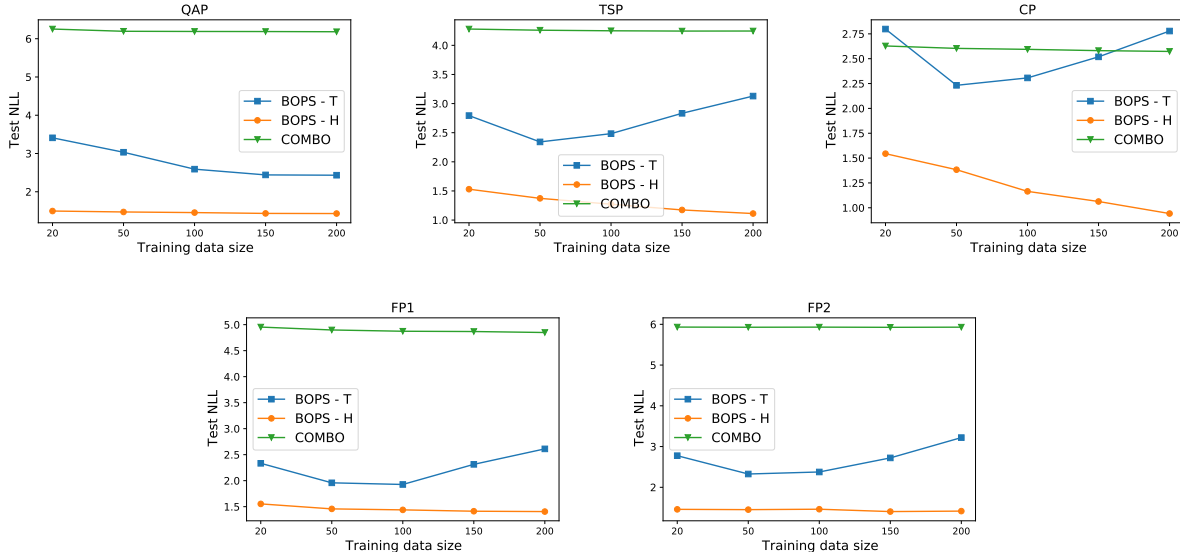 QAP
Test NLL
6
5
4
3
2
BOPS - T
BOPS - H
COMBO
20 50 100 150 200
Training data size
TSP
Test NLL
4.0
3.5
3.0
2.5
2.0
1.5
1.0
BOPS - T
BOPS - H
COMBO
20 50 100 150 200
Training data size
CP
Test NLL
2.75
2.50
2.25
2.00
1.75
1.50
1.25
1.00
BOPS - T
BOPS - H
COMBO
20 50 100 150 200
Training data size
FP1
Test NLL
5.0
4.5
4.0
3.5
3.0
2.5
2.0
1.5
BOPS - T
BOPS - H
COMBO
20 50 100 150 200
Training data size
FP2
Test NLL
6
5
4
3
2
BOPS - T
BOPS - H
COMBO
20 50 100 150 200
Training data size